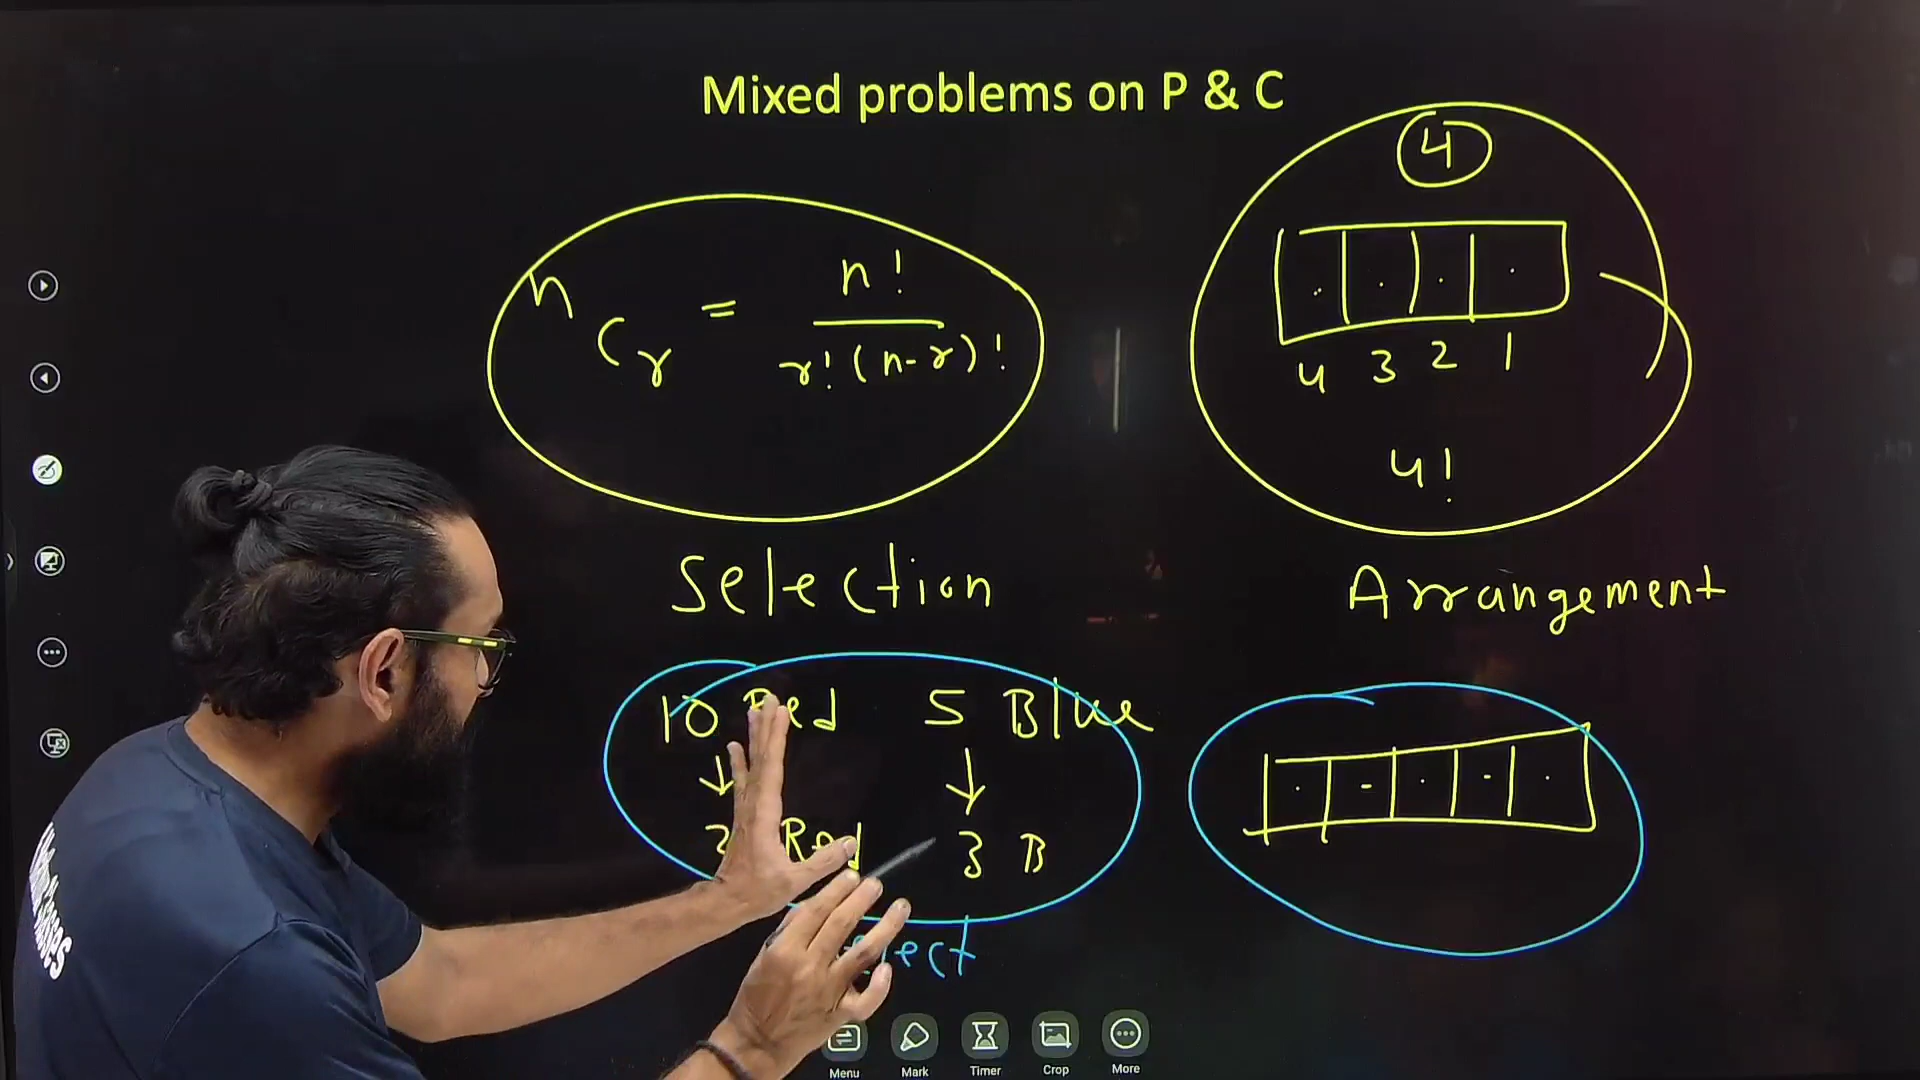 Mixed problems on P & C
4
n C r = n! / r!(n-r)!
4 3 2 1
4!
Selection
Arrangement
10 Red 5 Blue
↓ ↓
Red 3 B
Menu Mark Timer Crop More